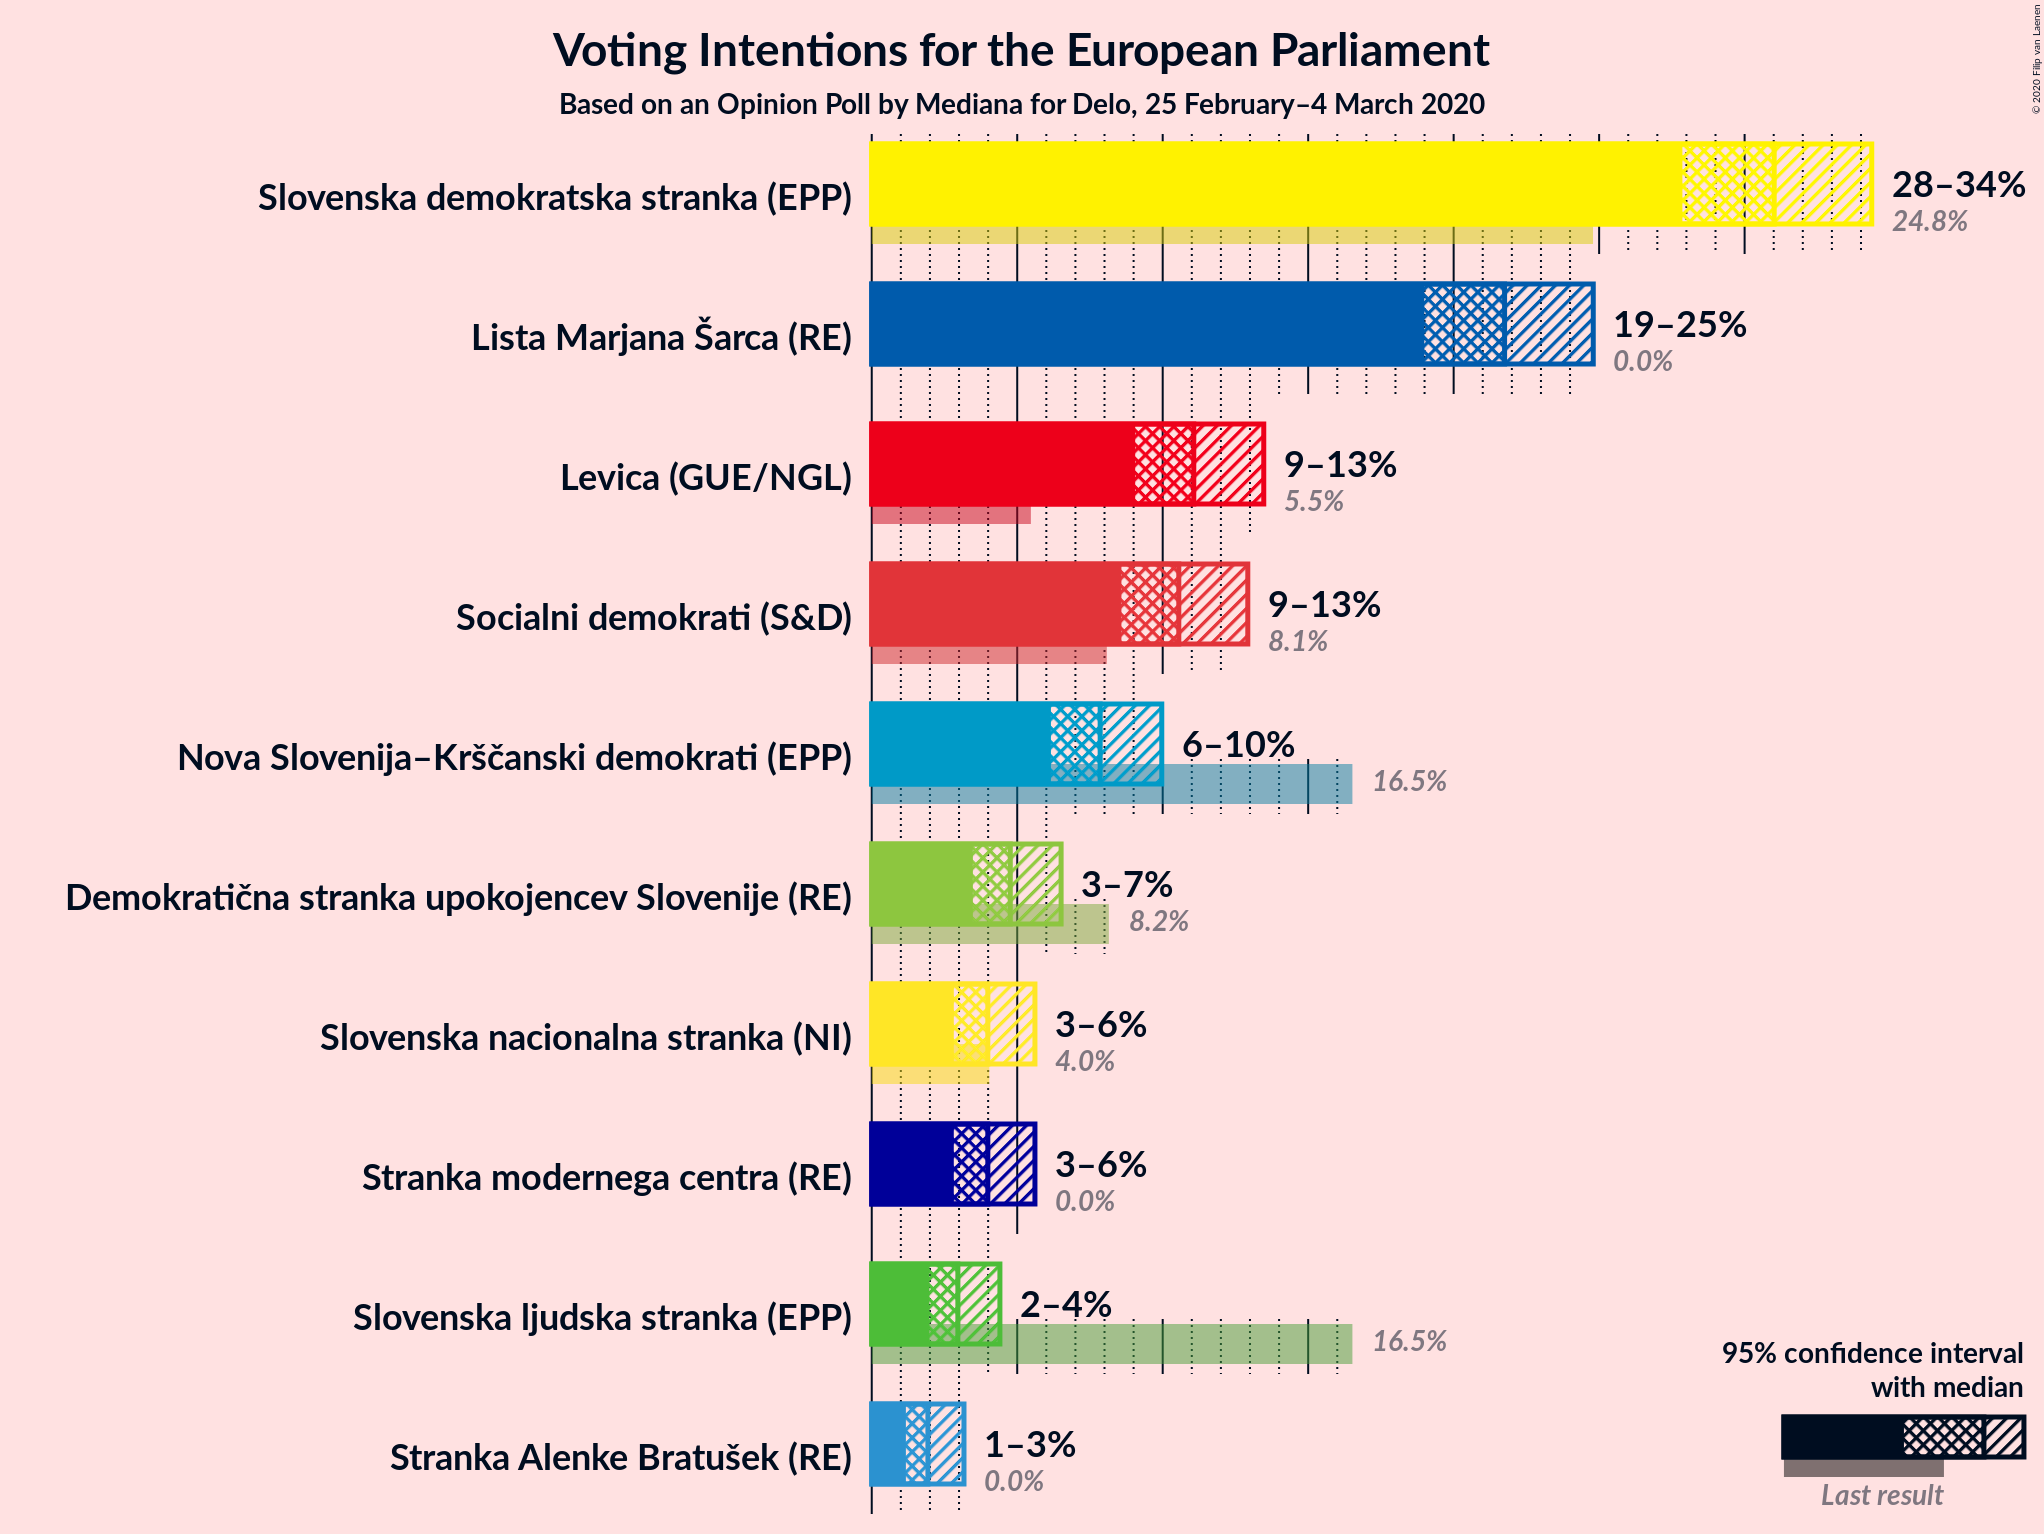 Voting Intentions for the European Parliament
Based on an Opinion Poll by Mediana for Delo, 25 February–4 March 2020
© 2020 Filip van Laenen
Slovenska demokratska stranka (EPP)
28–34%
24.8%
Lista Marjana Šarca (RE)
19–25%
0.0%
Levica (GUE/NGL)
9–13%
5.5%
Socialni demokrati (S&D)
9–13%
8.1%
Nova Slovenija–Krščanski demokrati (EPP)
6–10%
16.5%
Demokratična stranka upokojencev Slovenije (RE)
3–7%
8.2%
Slovenska nacionalna stranka (NI)
3–6%
4.0%
Stranka modernega centra (RE)
3–6%
0.0%
Slovenska ljudska stranka (EPP)
2–4%
16.5%
Stranka Alenke Bratušek (RE)
1–3%
0.0%
95% confidence interval
with median
Last result